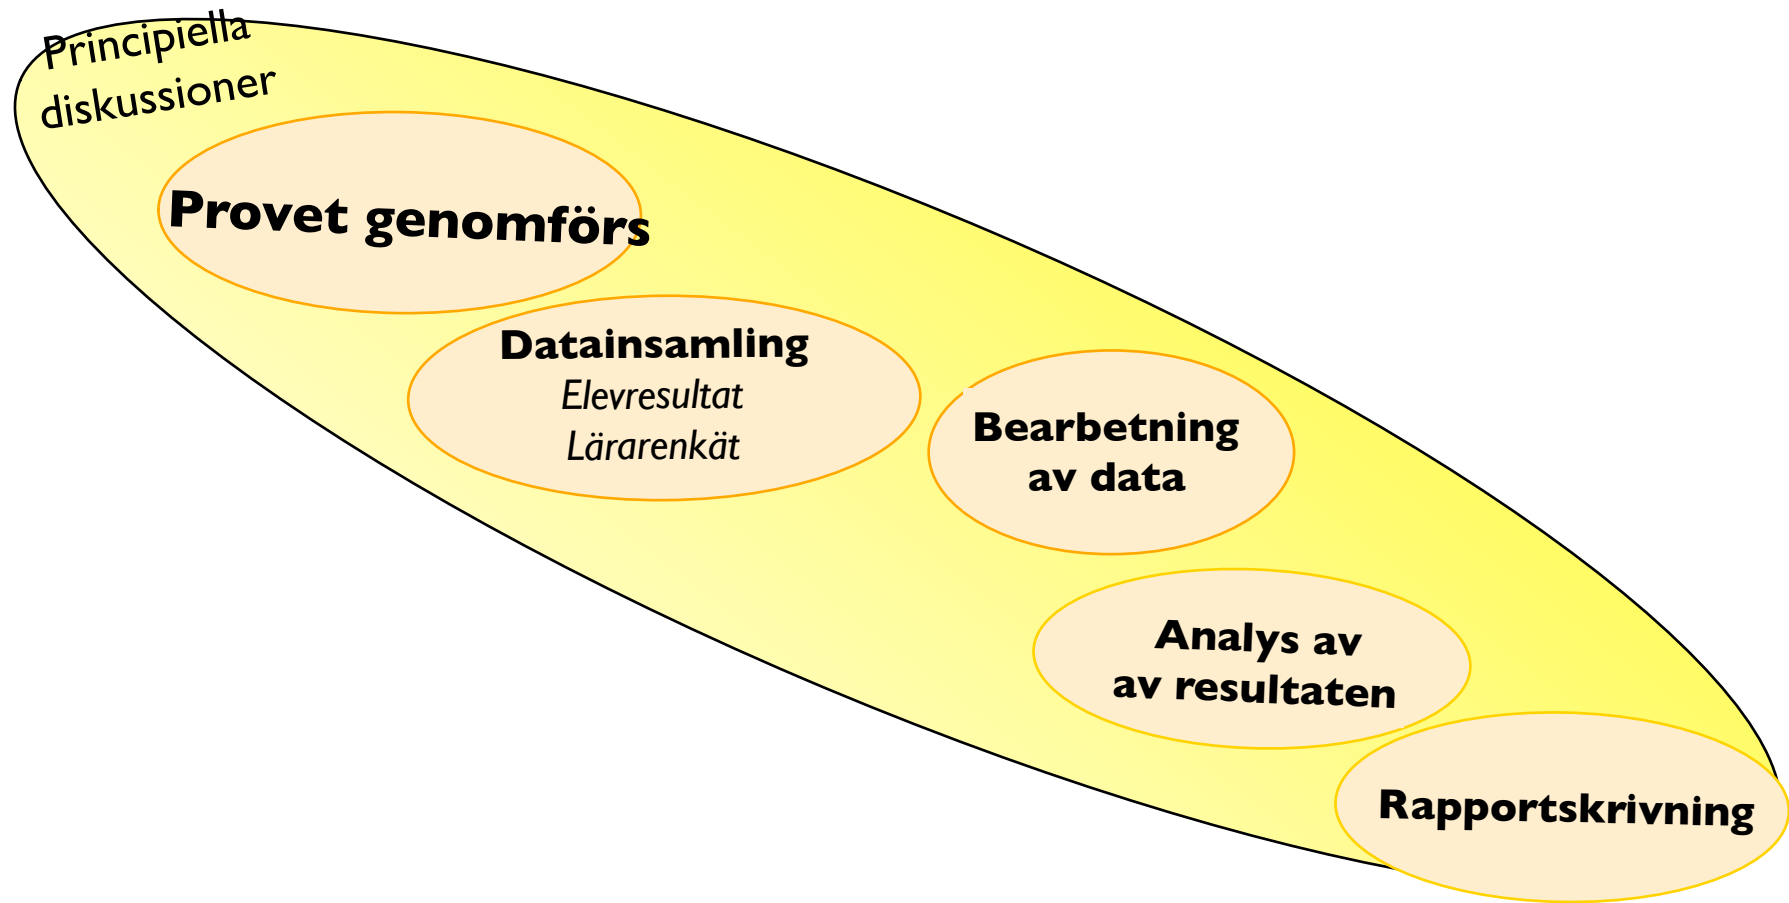 Principiella
diskussioner
Provet genomförs
Datainsamling
Elevresultat
Lärarenkät
Bearbetning
av data
Analys av
av resultaten
Rapportskrivning